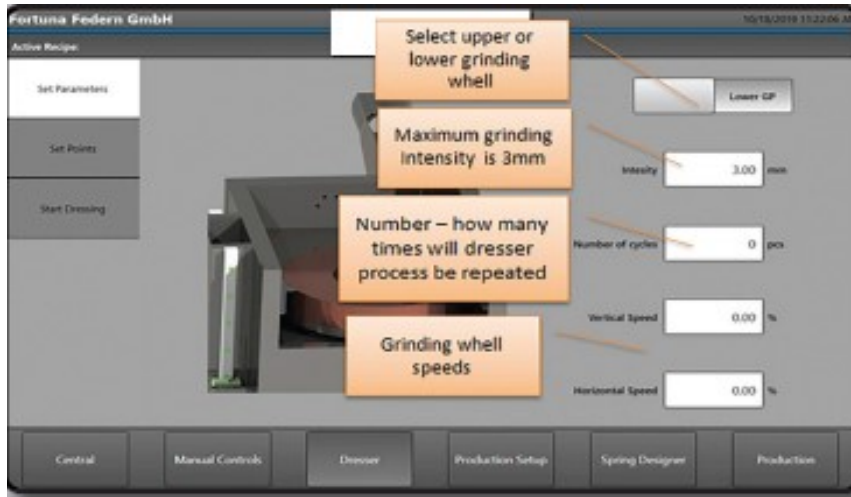 Fortuna Federn GmbH
10/18/2019 11:22:06 AM
Active Recipe:
Select upper or
lower grinding
whell
Set Parameters
Lower GP
Maximum grinding
Intensity is 3mm
Intesity 3.00 mm
Set Points
Start Dressing
Number – how many
times will dresser
process be repeated
Number of cycles 0 pcs
Vertical Speed 0.00 %
Grinding whell
speeds
Horizontal Speed 0.00 %
Central
Manual Controls
Dresser
Production Setup
Spring Designer
Production